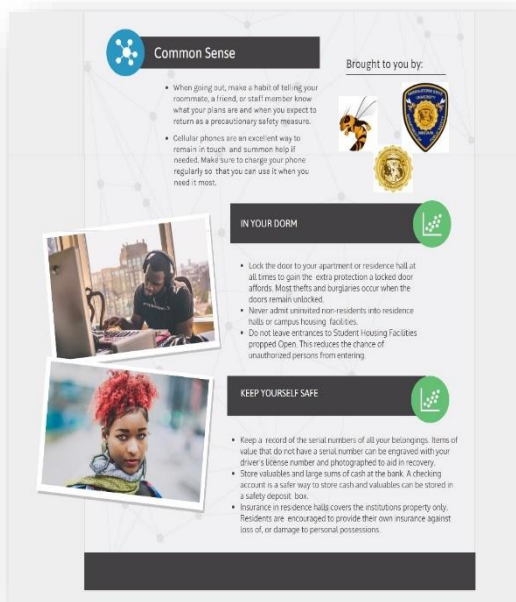 Common Sense
Brought to you by:
• When going out, make a habit of telling your
roommate, a friend, or staff member know
what your plans are and when you expect to
return as a precautionary safety measure.
• Cellular phones are an excellent way to
remain in touch and summon help if
needed. Make sure to charge your phone
regularly so that you can use it when you
need it most.
IN YOUR DORM
• Lock the door to your apartment or residence hall at
all times to gain the extra protection a locked door
affords. Most thefts and burglaries occur when the
doors remain unlocked.
• Never admit uninvited non-residents into residence
halls or campus housing facilities.
• Do not leave entrances to Student Housing Facilities
propped Open. This reduces the chance of
unauthorized persons from entering.
KEEP YOURSELF SAFE
• Keep a record of the serial numbers of all your belongings. Items of
value that do not have a serial number can be engraved with your
driver's license number and photographed to aid in recovery.
• Store valuables and large sums of cash at the bank. A checking
account is a safer way to store cash and valuables can be stored in
a safety deposit box.
• Insurance in residence halls covers the institutions property only.
Residents are encouraged to provide their own insurance against
loss of, or damage to personal possessions.